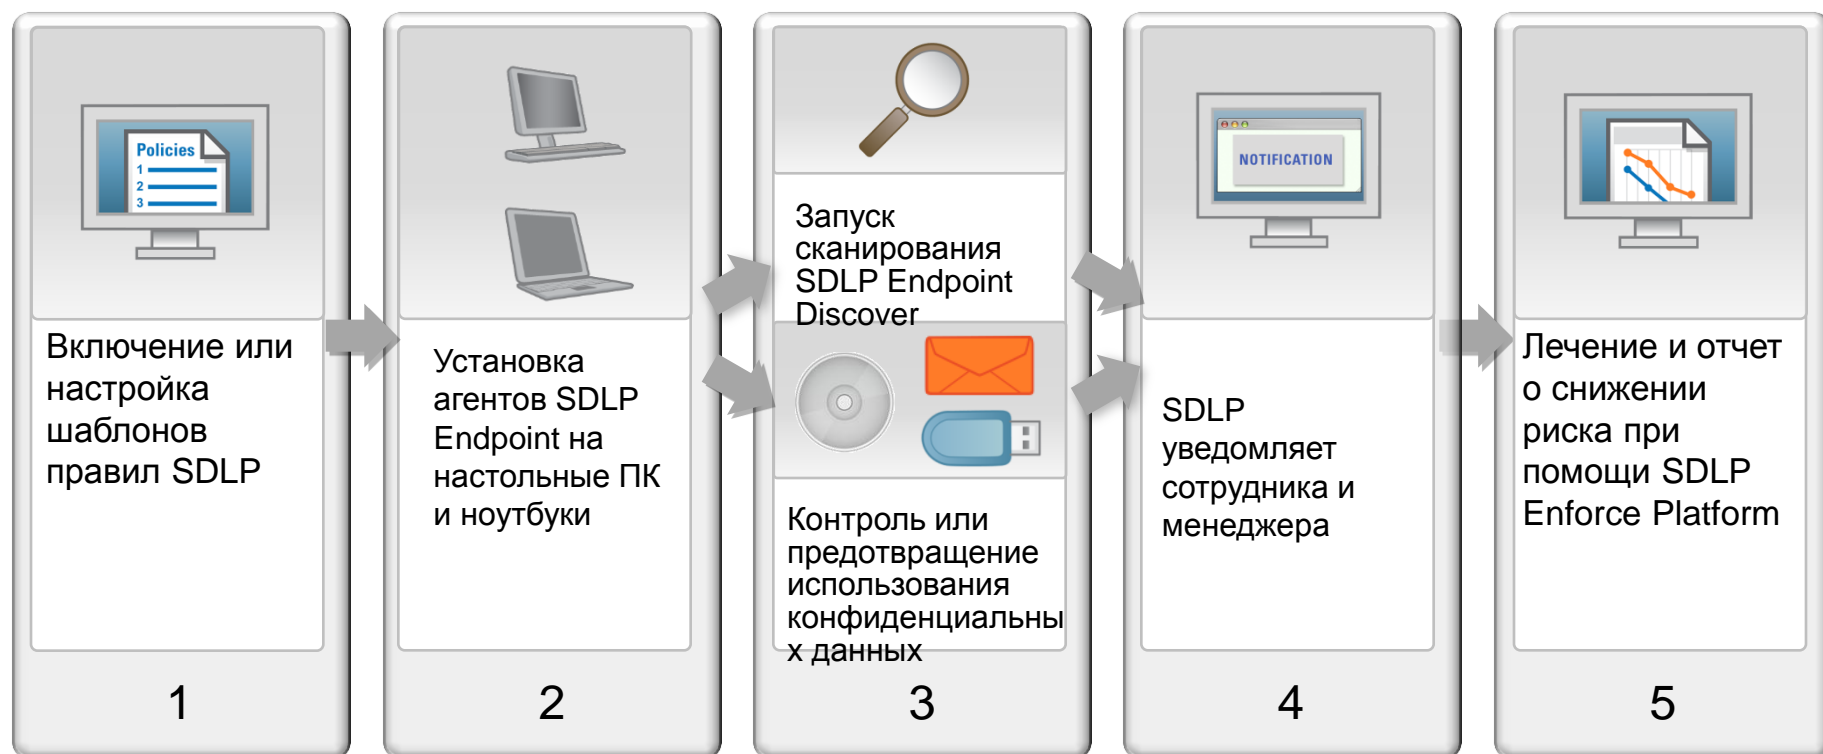 Policies
1
2
3
Включение или
настройка
шаблонов
правил SDLP
1
Установка
агентов SDLP
Endpoint на
настольные ПК
и ноутбуки
2
Запуск
сканирования
SDLP Endpoint
Discover
Контроль или
предотвращение
использования
конфиденциальны
х данных
3
NOTIFICATION
SDLP
уведомляет
сотрудника и
менеджера
4
Лечение и отчет
о снижении
риска при
помощи SDLP
Enforce Platform
5